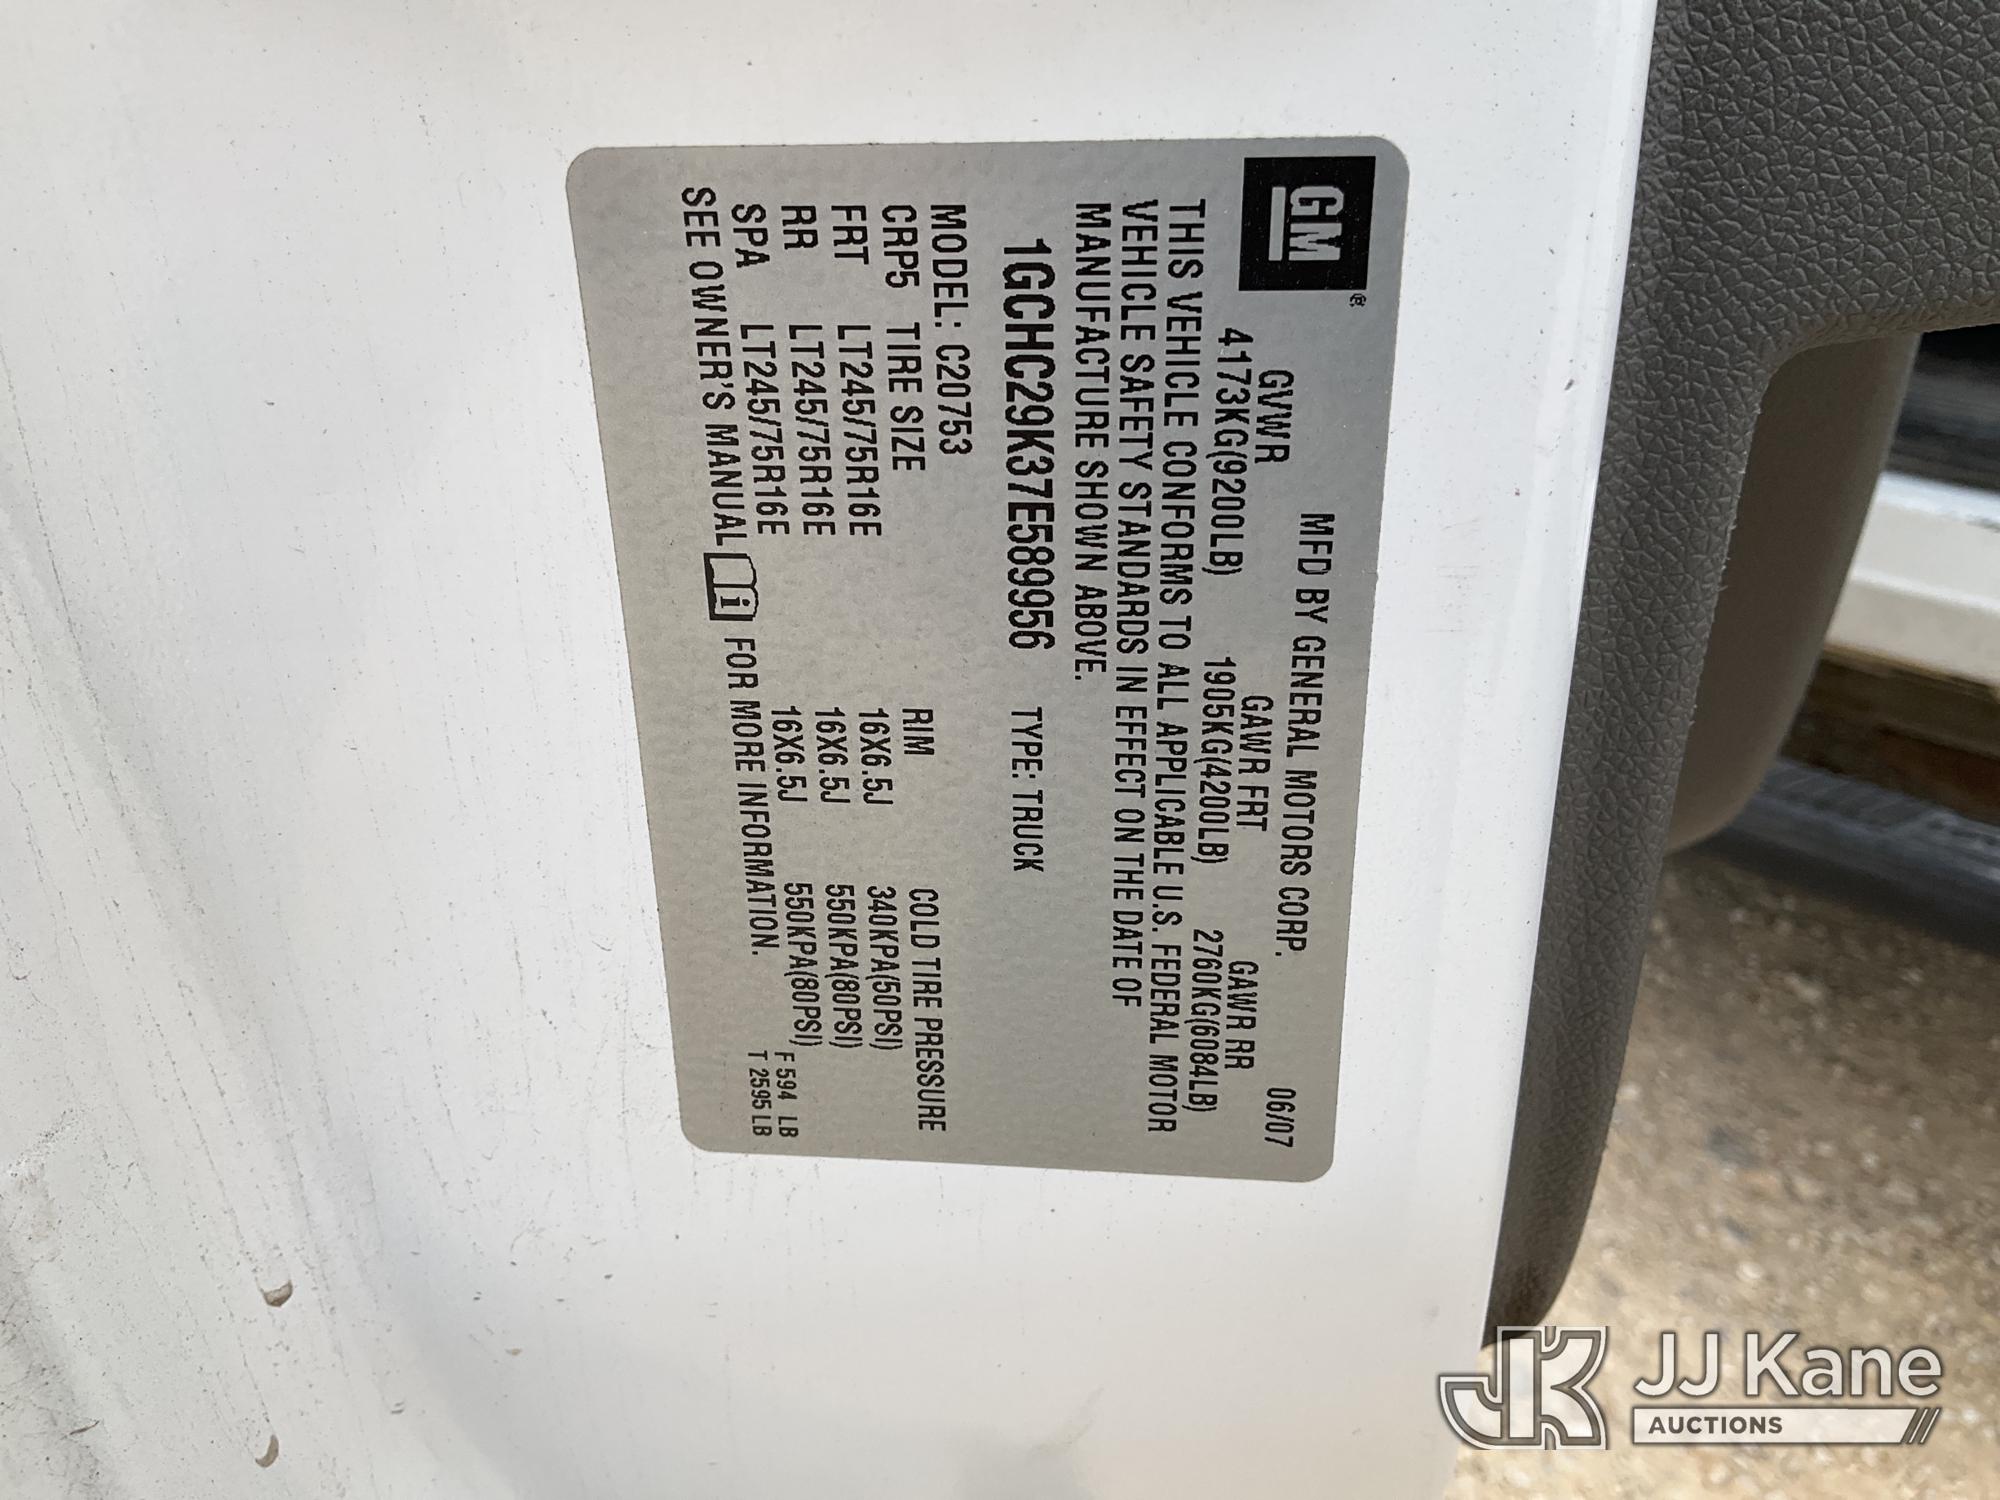 GM®
MFD BY GENERAL MOTORS CORP. 06/07
GVWR GAWR FRT GAWR RR
4173KG(9200LB) 1905KG(4200LB) 2760KG(6084LB)
THIS VEHICLE CONFORMS TO ALL APPLICABLE U.S. FEDERAL MOTOR
VEHICLE SAFETY STANDARDS IN EFFECT ON THE DATE OF
MANUFACTURE SHOWN ABOVE.
1GCHC29K37E589956 TYPE: TRUCK
MODEL: C20753
CRP5 TIRE SIZE RIM COLD TIRE PRESSURE
FRT LT245/75R16E 16X6.5J 340KPA(50PSI)
RR LT245/75R16E 16X6.5J 550KPA(80PSI)
SPA LT245/75R16E 16X6.5J 550KPA(80PSI)
SEE OWNER'S MANUAL i FOR MORE INFORMATION.
F 594 LB
T 2595 LB
JK JJ Kane
AUCTIONS